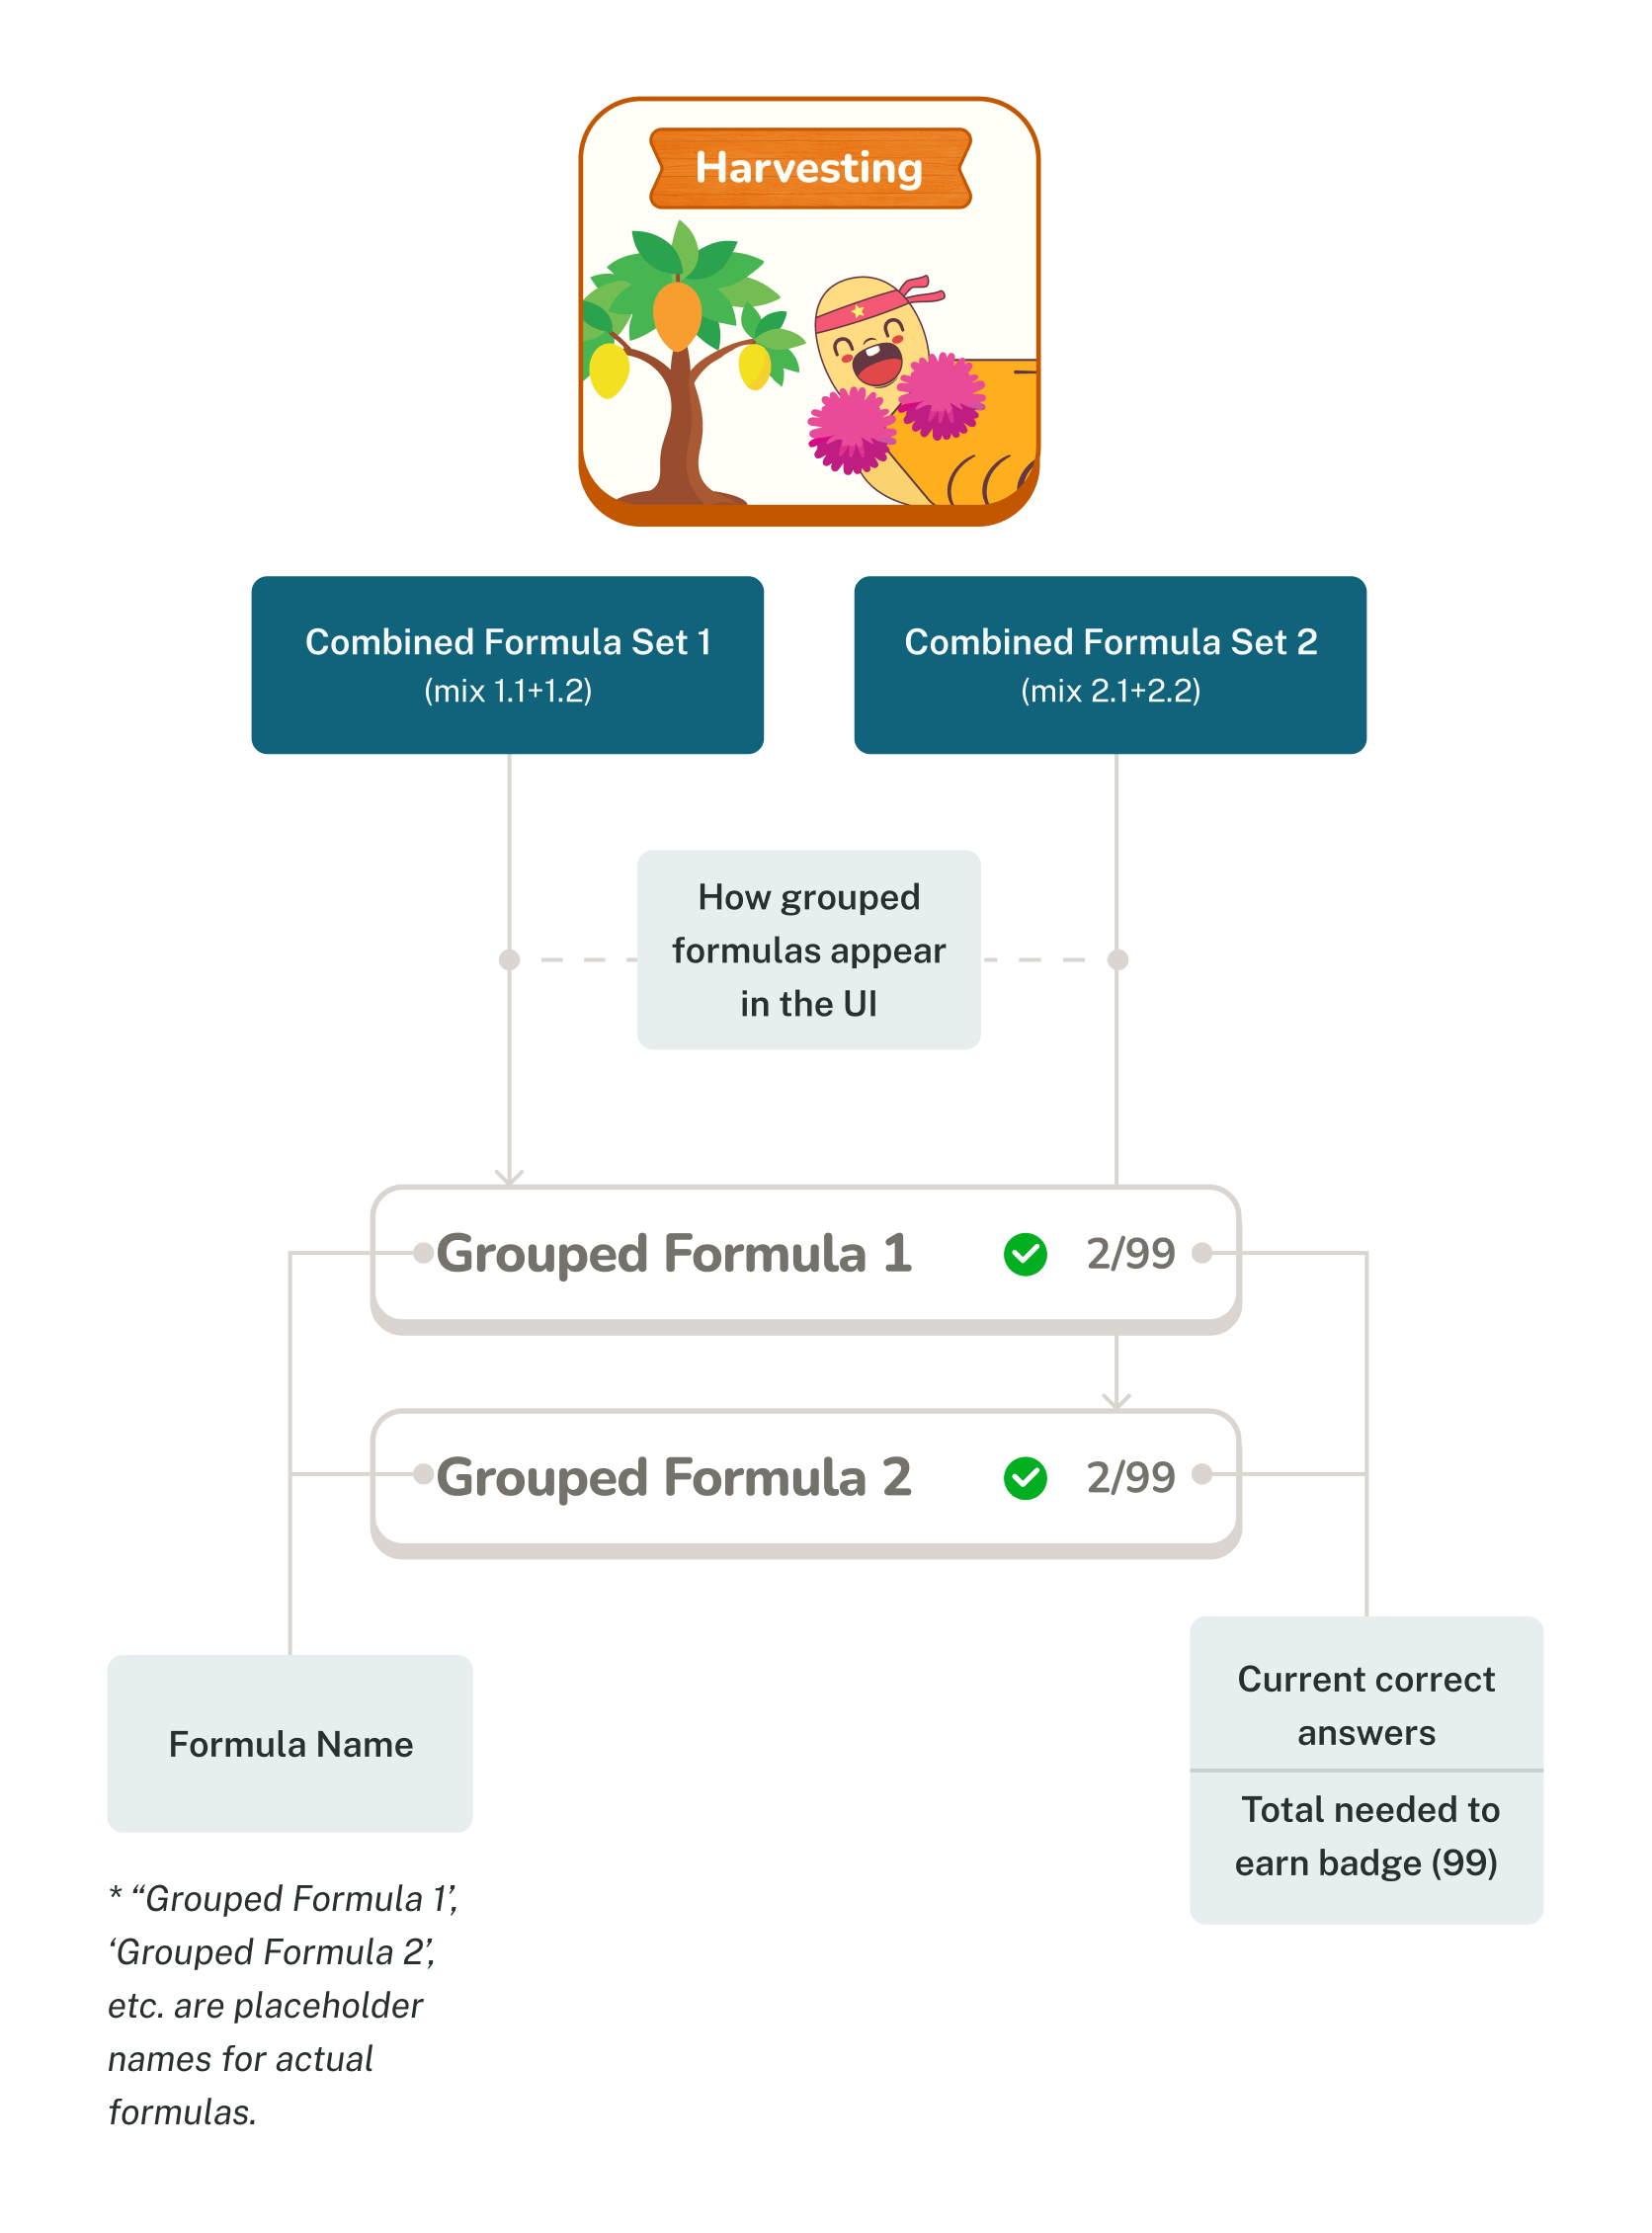 Harvesting
Combined Formula Set 1
(mix 1.1+1.2)
Combined Formula Set 2
(mix 2.1+2.2)
How grouped
formulas appear
in the UI
Grouped Formula 1
2/99
Grouped Formula 2
2/99
Formula Name
* “Grouped Formula 1’,
‘Grouped Formula 2’,
etc. are placeholder
names for actual
formulas.
Current correct
answers
Total needed to
earn badge (99)